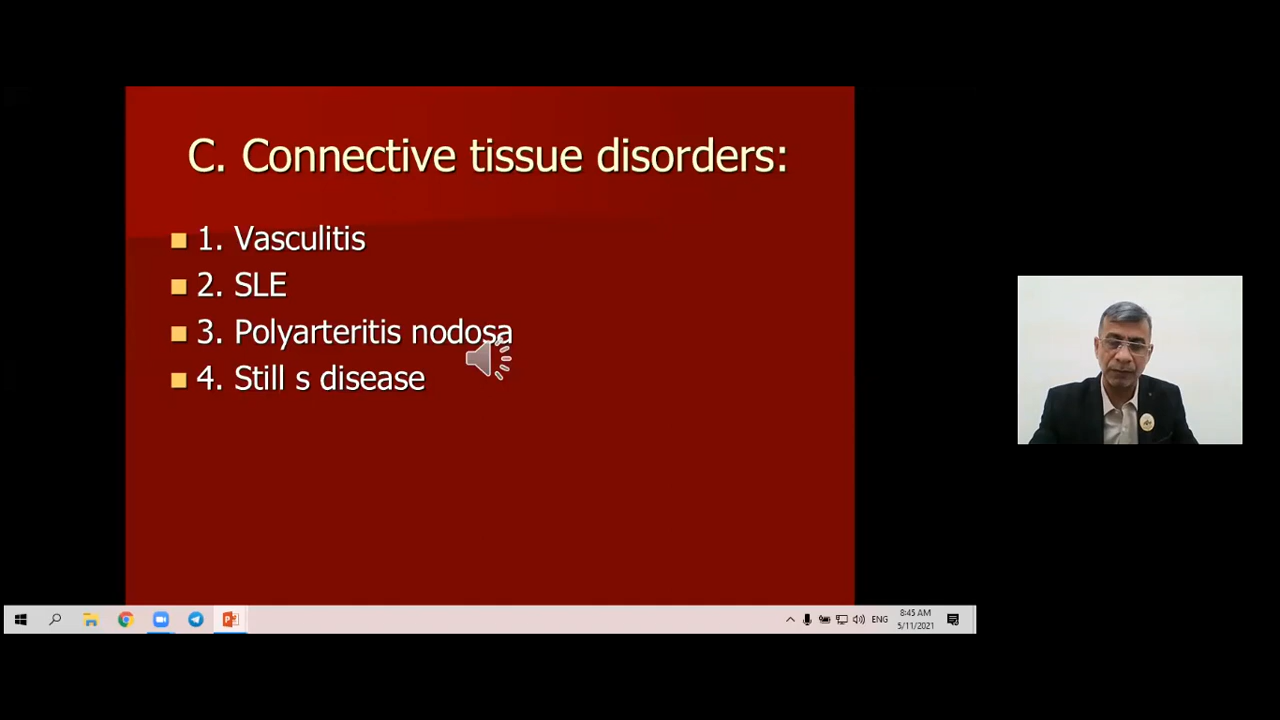 C. Connective tissue disorders:
1. Vasculitis
2. SLE
3. Polyarteritis nodosa
4. Still s disease
8:45 AM
ENG
5/11/2021